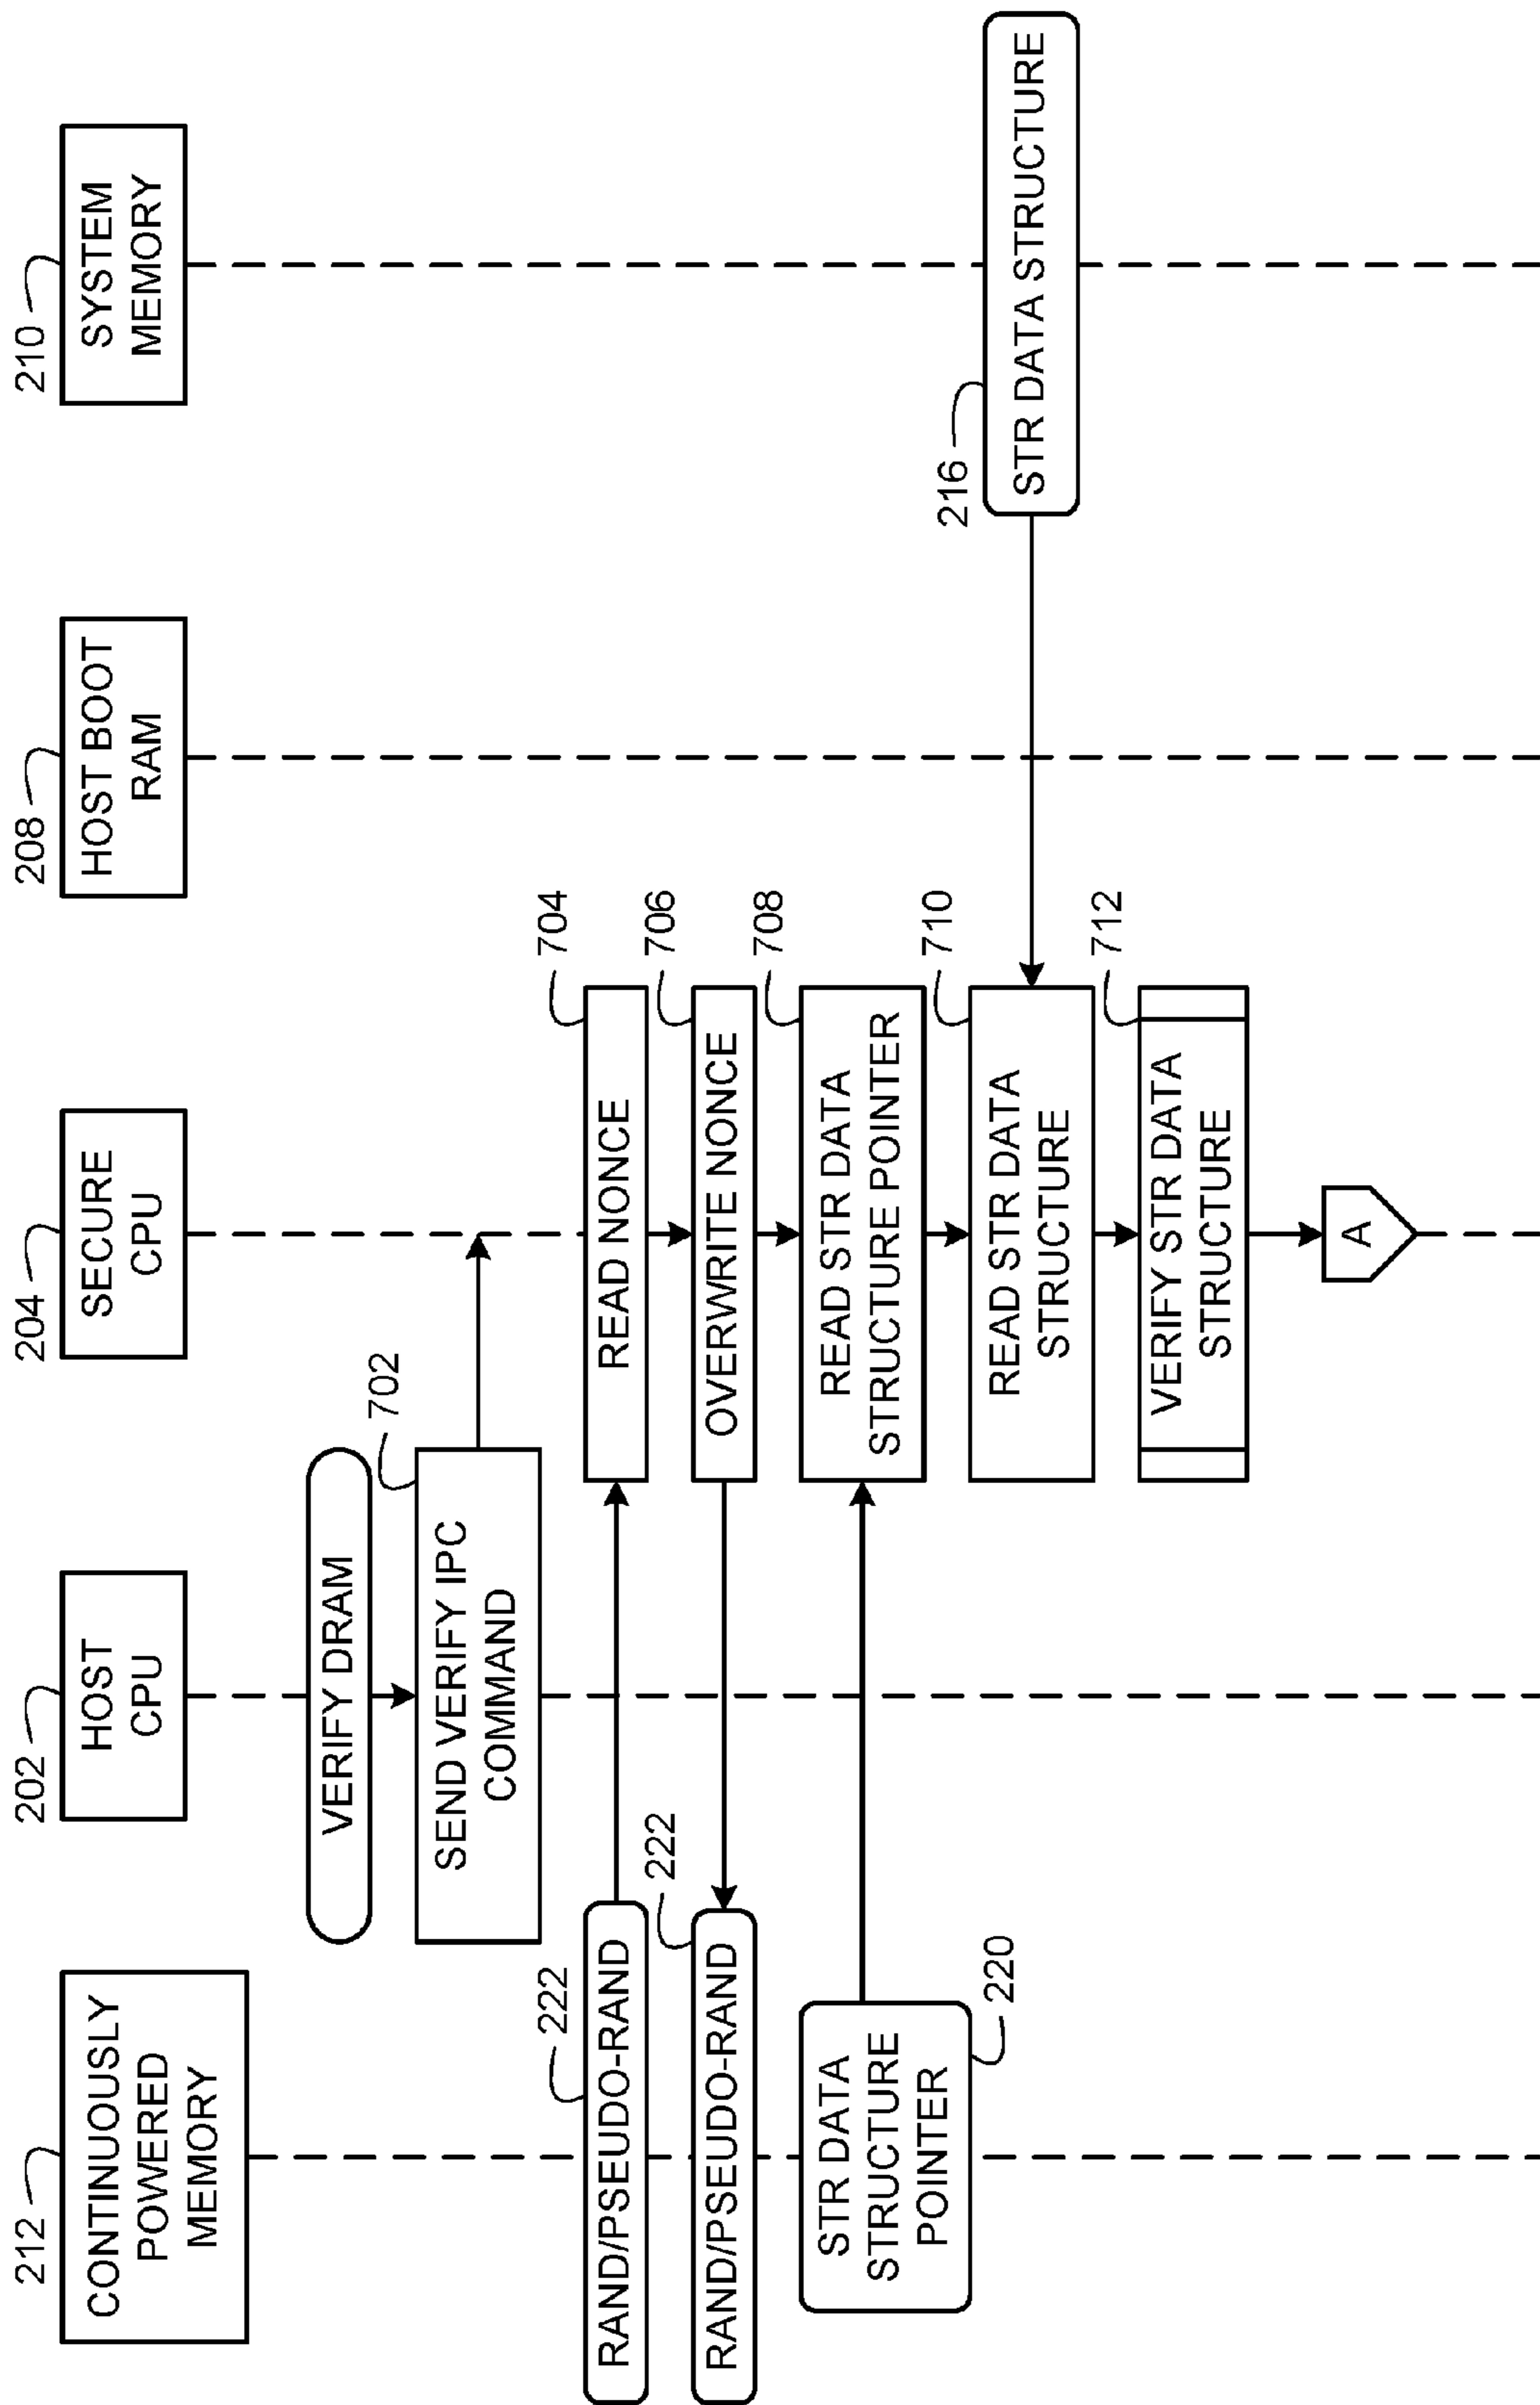 212
CONTINUOUSLY
POWERED
MEMORY
202
HOST
CPU
204
SECURE
CPU
208
HOST BOOT
RAM
210
SYSTEM
MEMORY
VERIFY DRAM
702
SEND VERIFY IPC
COMMAND
222
RAND/PSEUDO-RAND
704
READ NONCE
222
RAND/PSEUDO-RAND
706
OVERWRITE NONCE
STR DATA
STRUCTURE
POINTER
220
708
READ STR DATA
STRUCTURE POINTER
710
READ STR DATA
STRUCTURE
216
STR DATA STRUCTURE
712
VERIFY STR DATA
STRUCTURE
A